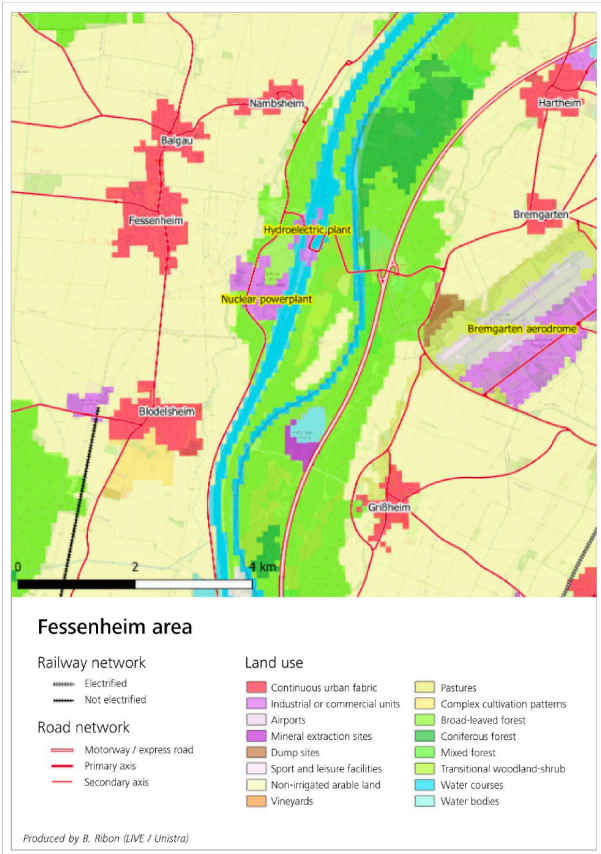 Nambsheim
Hartheim
Balgau
Fessenheim
Bremgarten
Hydroelectric plant
Nuclear powerplant
Bremgarten aerodrome
Blodelsheim
Grißheim
0 2 4 km
Fessenheim area
Railway network
Electrified
Not electrified
Road network
Motorway / express road
Primary axis
Secondary axis
Land use
Continuous urban fabric
Industrial or commercial units
Airports
Mineral extraction sites
Dump sites
Sport and leisure facilities
Non-irrigated arable land
Vineyards
Pastures
Complex cultivation patterns
Broad-leaved forest
Coniferous forest
Mixed forest
Transitional woodland-shrub
Water courses
Water bodies
Produced by B. Ribon (LIVE / Unistra)